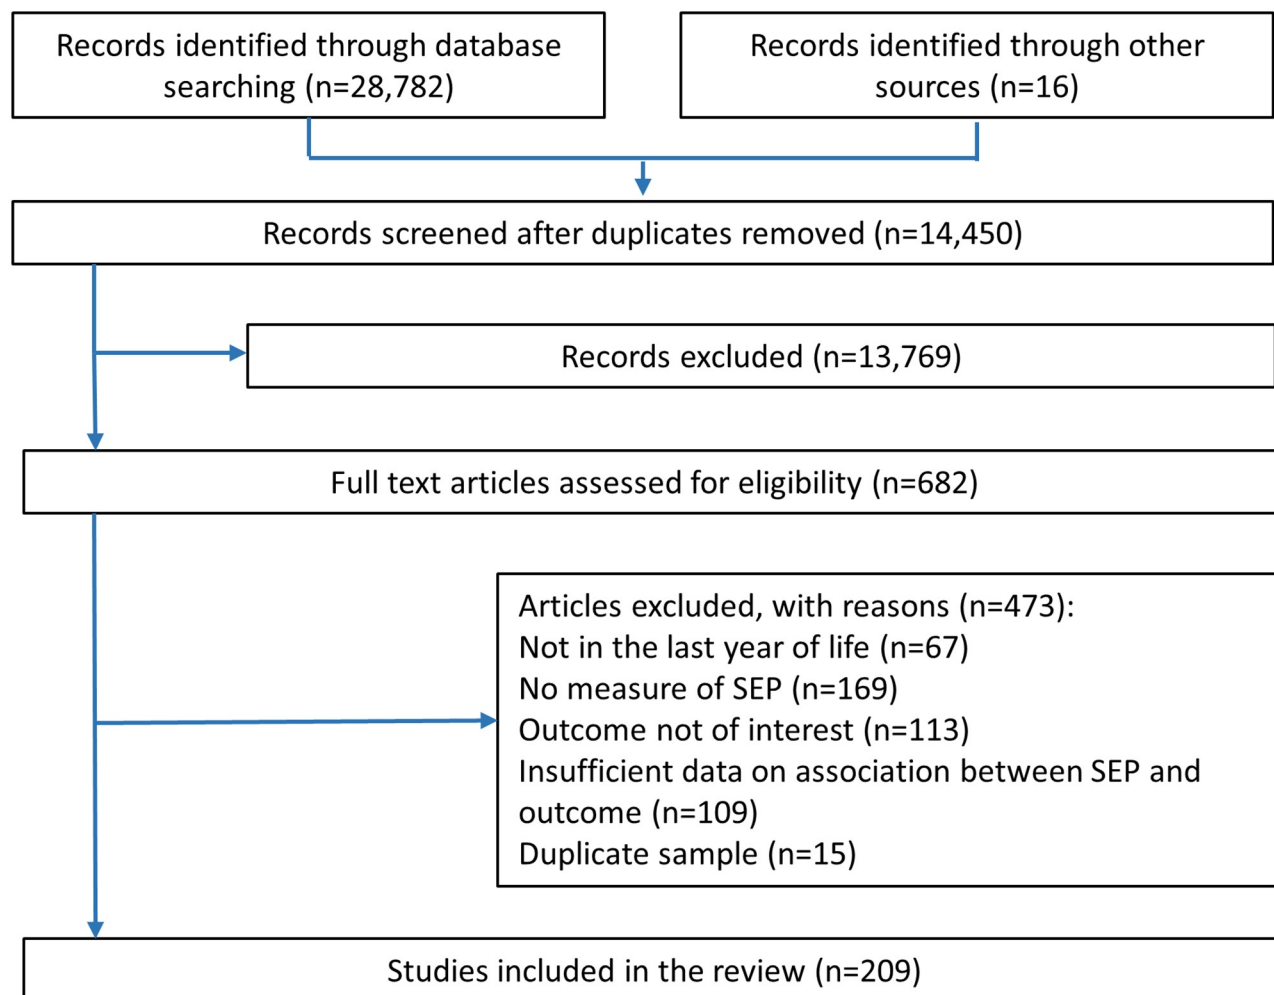 Records identified through database
searching (n=28,782)
Records identified through other
sources (n=16)
Records screened after duplicates removed (n=14,450)
Records excluded (n=13,769)
Full text articles assessed for eligibility (n=682)
Articles excluded, with reasons (n=473):
Not in the last year of life (n=67)
No measure of SEP (n=169)
Outcome not of interest (n=113)
Insufficient data on association between SEP and
outcome (n=109)
Duplicate sample (n=15)
Studies included in the review (n=209)